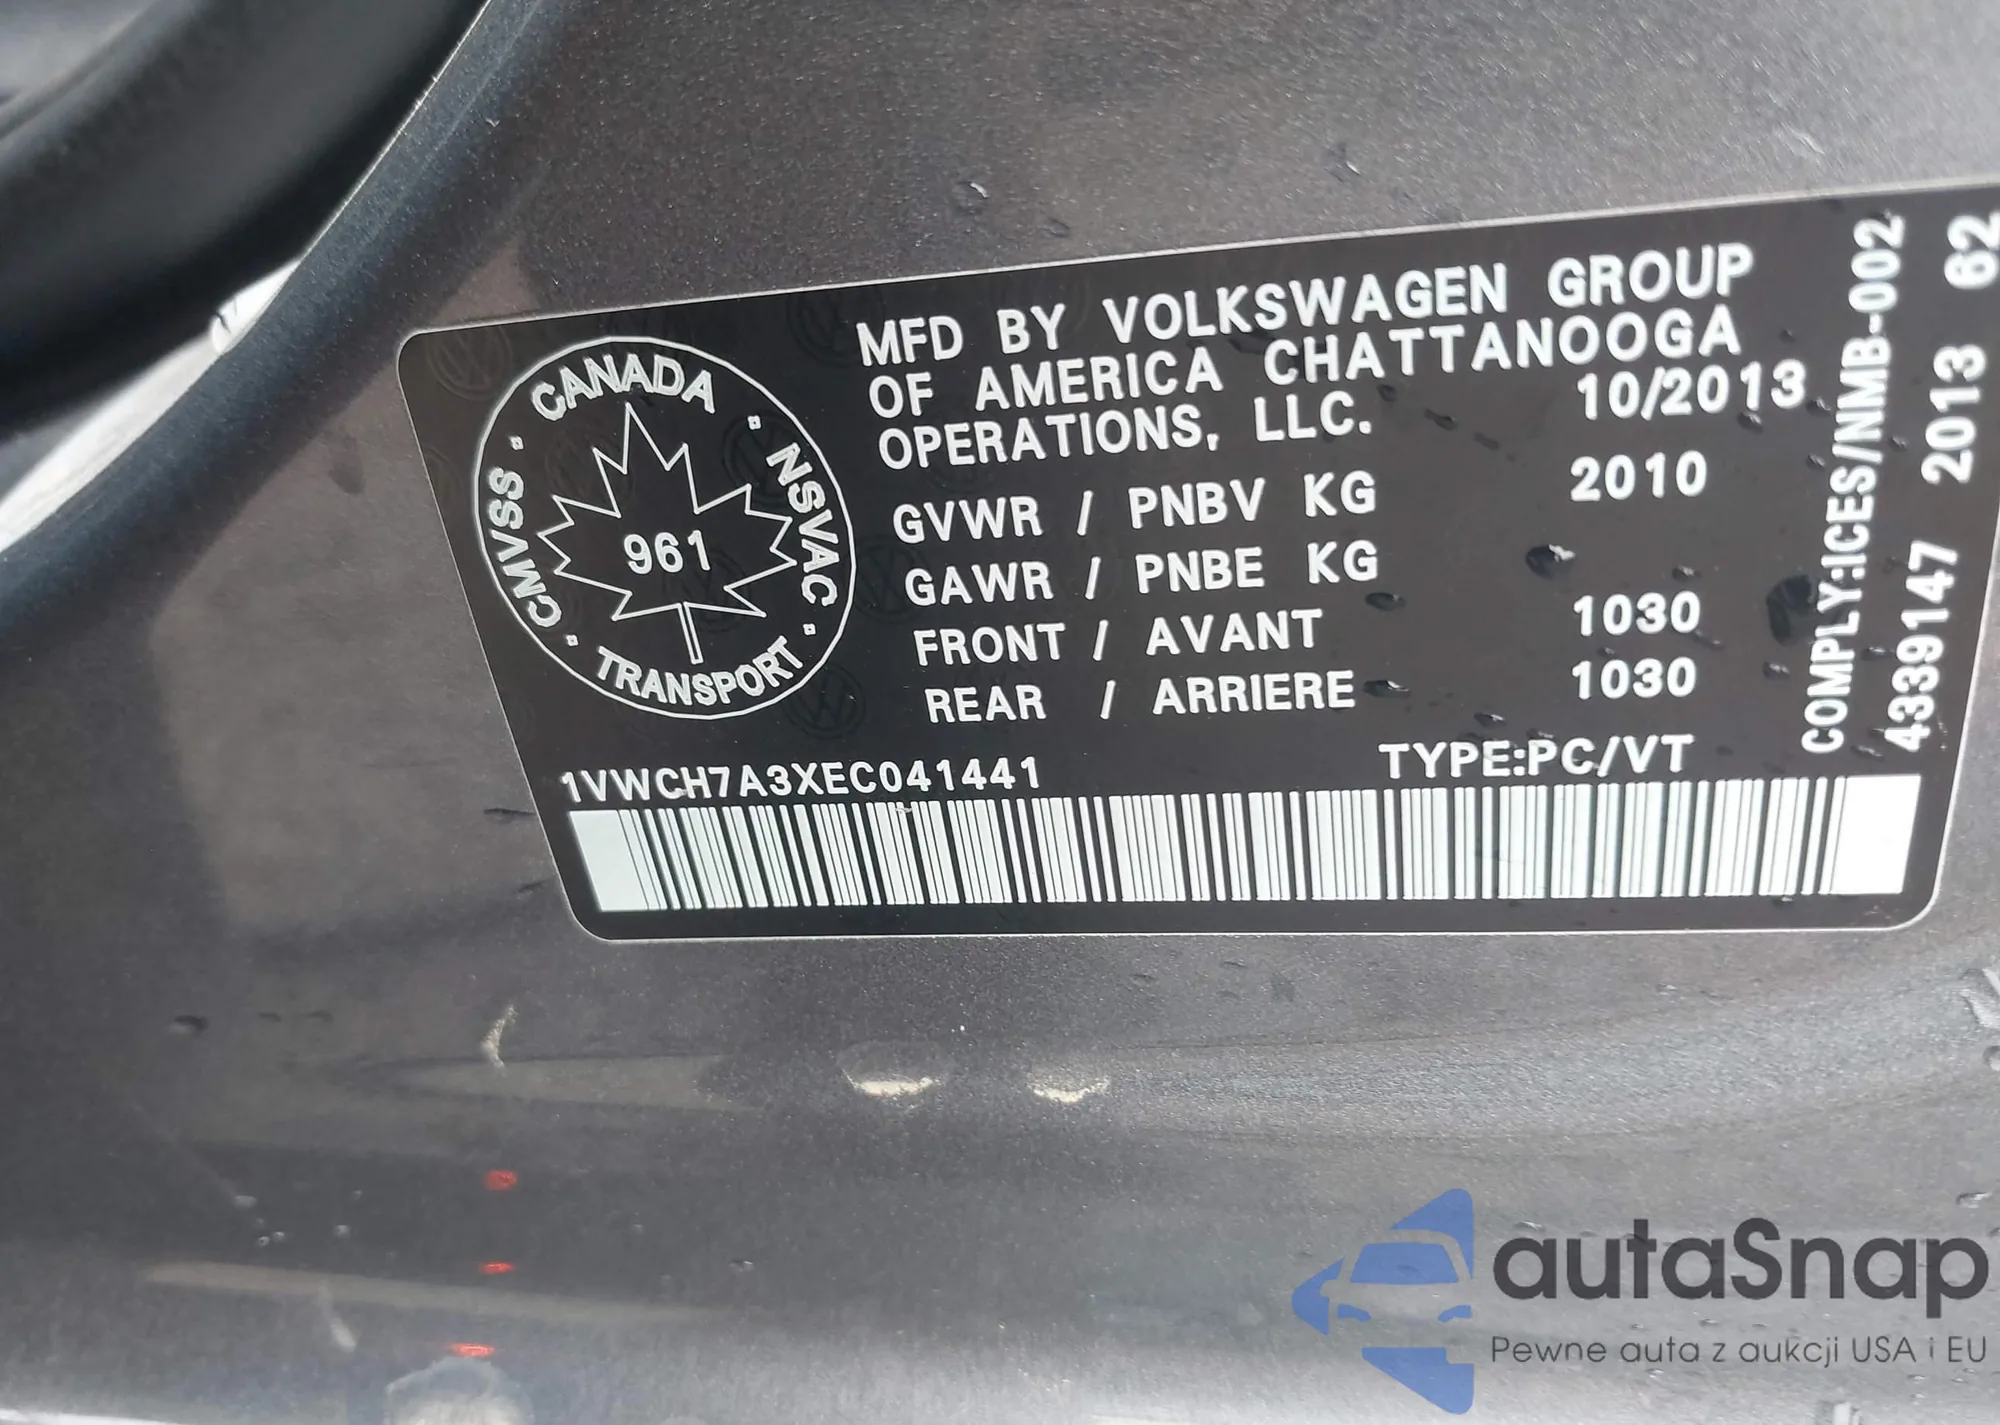 CANADA
CMVSS · NSVAC
961
TRANSPORT
MFD BY VOLKSWAGEN GROUP
OF AMERICA CHATTANOOGA
OPERATIONS, LLC. 10/2013
GVWR / PNBV KG 2010
GAWR / PNBE KG
FRONT / AVANT 1030
REAR / ARRIERE 1030
1VWCH7A3XEC041441 TYPE:PC/VT
COMPLY:ICES/NMB-002
4339147 2013 62
autaSnap
Pewne auta z aukcji USA i EU